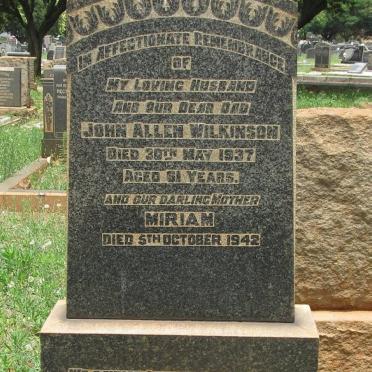 IN AFFECTIONATE REMEMBRANCE
OF
MY LOVING HUSBAND
AND OUR DEAR DAD
JOHN ALLEN WILKINSON
DIED 30TH MAY 1937
AGED 61 YEARS.
AND OUR DARLING MOTHER
MIRIAM
DIED 5TH OCTOBER 1942